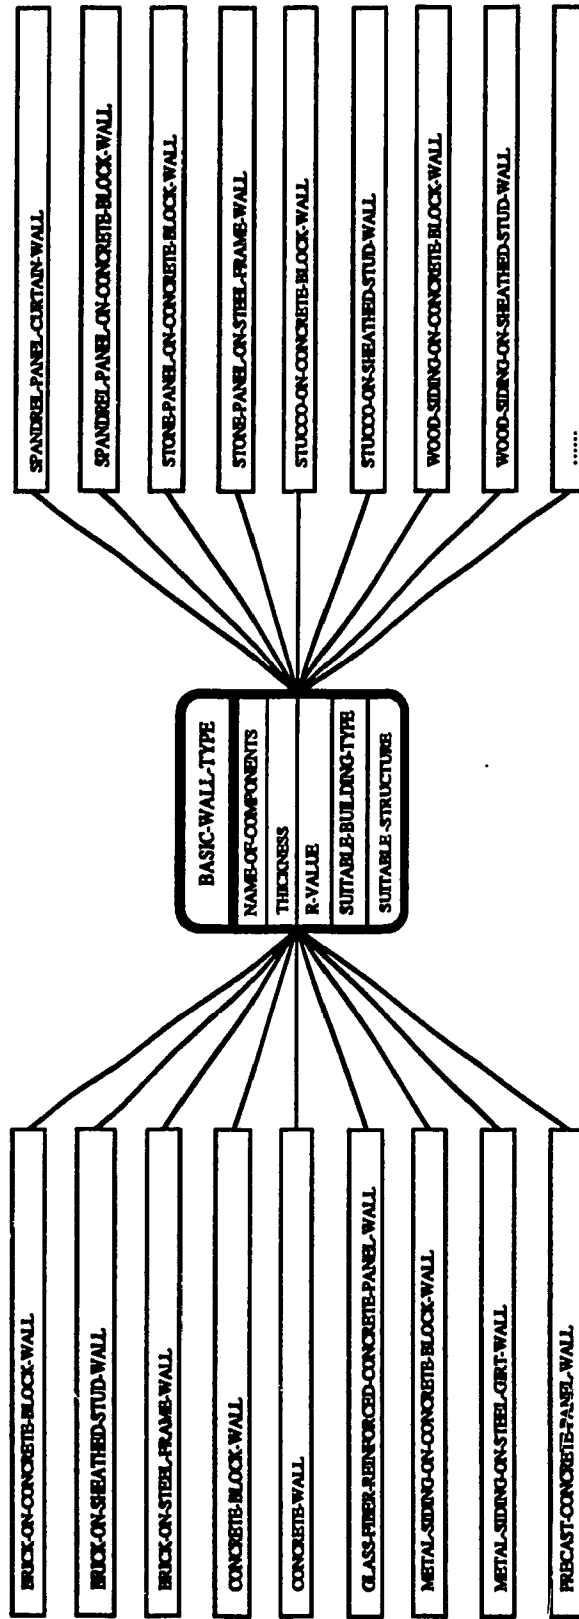 BRICK-ON-CONCRETE-BLOCK-WALL
BRICK-ON-SHEATHED-STUD-WALL
BRICK-ON-STEEL-FRAME-WALL
CONCRETE-BLOCK-WALL
CONCRETE-WALL
GLASS-FIBER-REINFORCED-CONCRETE-PANEL-WALL
METAL-SIDING-ON-CONCRETE-BLOCK-WALL
METAL-SIDING-ON-STEEL-GIRT-WALL
PRECAST-CONCRETE-PANEL-WALL
BASIC-WALL-TYPE
NAME-OF-COMPONENTS
THICKNESS
R-VALUE
SUITABLE-BUILDING-TYPE
SUITABLE -STRUCTURE
SPANDREL-PANEL-CURTAIN-WALL
SPANDREL-PANEL-ON-CONCRETE-BLOCK-WALL
STONE-PANEL-ON-CONCRETE-BLOCK-WALL
STONE-PANEL-ON-STEEL-FRAME-WALL
STUCCO-ON-CONCRETE-BLOCK-WALL
STUCCO-ON-SHEATHED-STUD-WALL
WOOD-SIDING-ON-CONCRETE-BLOCK-WALL
WOOD-SIDING-ON-SHEATHED-STUD-WALL
......